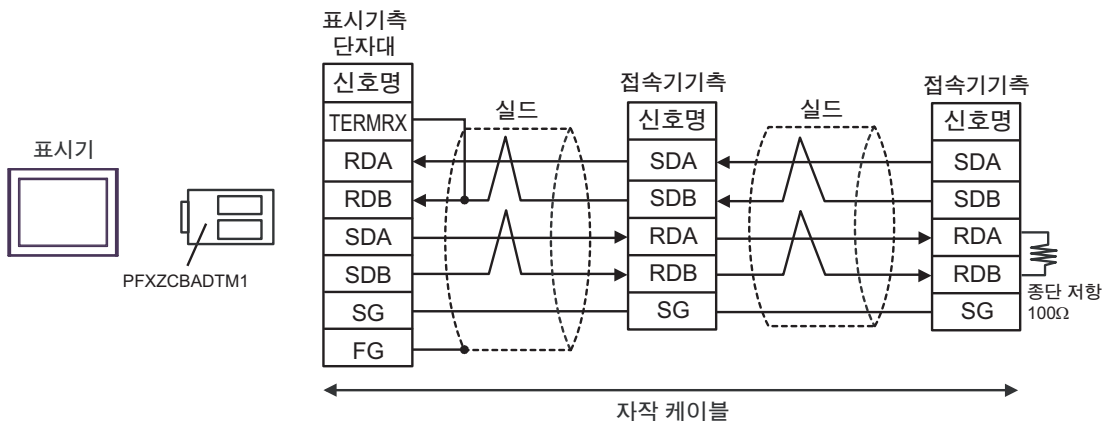 표시기
PFXZCBADTM1
표시기측
단자대
신호명
TERMRX
RDA
RDB
SDA
SDB
SG
FG
실드
접속기기측
신호명
SDA
SDB
RDA
RDB
SG
실드
접속기기측
신호명
SDA
SDB
RDA
RDB
SG
종단 저항
100Ω
자작 케이블